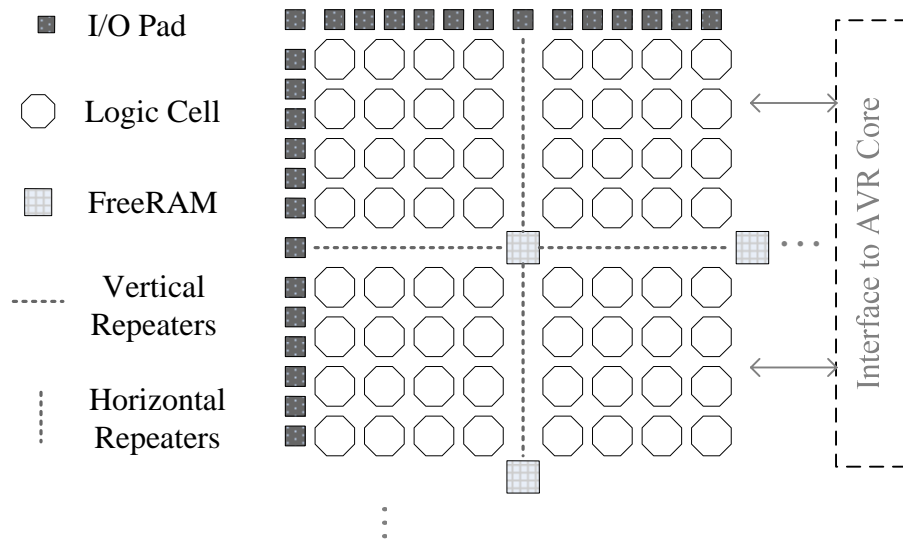 I/O Pad
Logic Cell
FreeRAM
Vertical
Repeaters
Horizontal
Repeaters
Interface to AVR Core